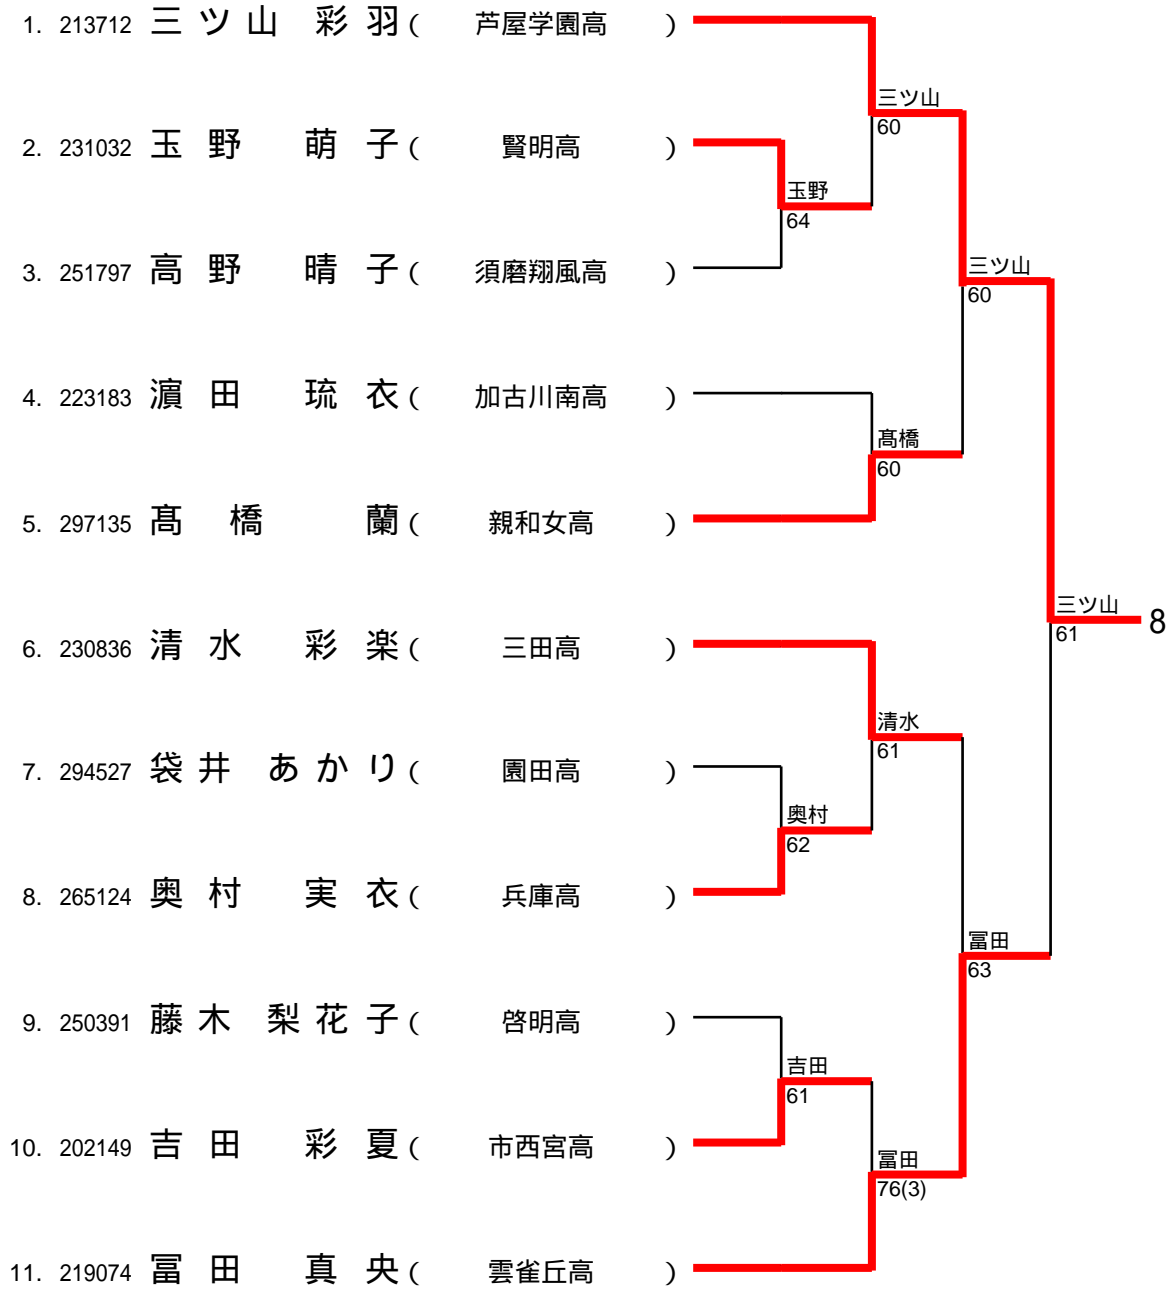 1. 213712 三ツ山 彩羽 ( 芦屋学園高 )
三ツ山
60
2. 231032 玉野 萌子 ( 賢明高 )
玉野
64
3. 251797 高野 晴子 ( 須磨翔風高 )
三ツ山
60
4. 223183 濵田 琉衣 ( 加古川南高 )
髙橋
60
5. 297135 髙橋 蘭 ( 親和女高 )
三ツ山
61
8
6. 230836 清水 彩楽 ( 三田高 )
清水
61
7. 294527 袋井 あかり ( 園田高 )
奥村
62
8. 265124 奥村 実衣 ( 兵庫高 )
冨田
63
9. 250391 藤木 梨花子 ( 啓明高 )
吉田
61
10. 202149 吉田 彩夏 ( 市西宮高 )
冨田
76(3)
11. 219074 冨田 真央 ( 雲雀丘高 )